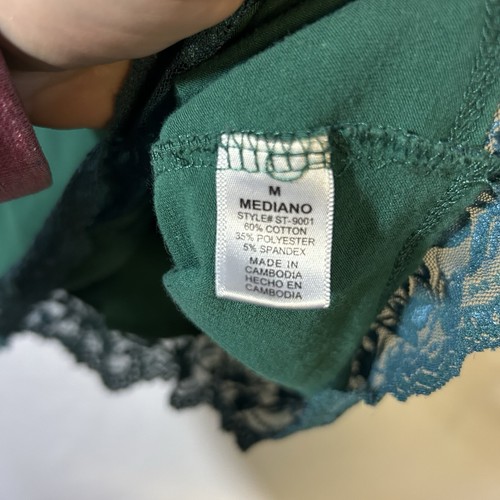 M
MEDIANO
STYLE# ST-9001
60% COTTON
35% POLYESTER
5% SPANDEX
MADE IN
CAMBODIA
HECHO EN
CAMBODIA